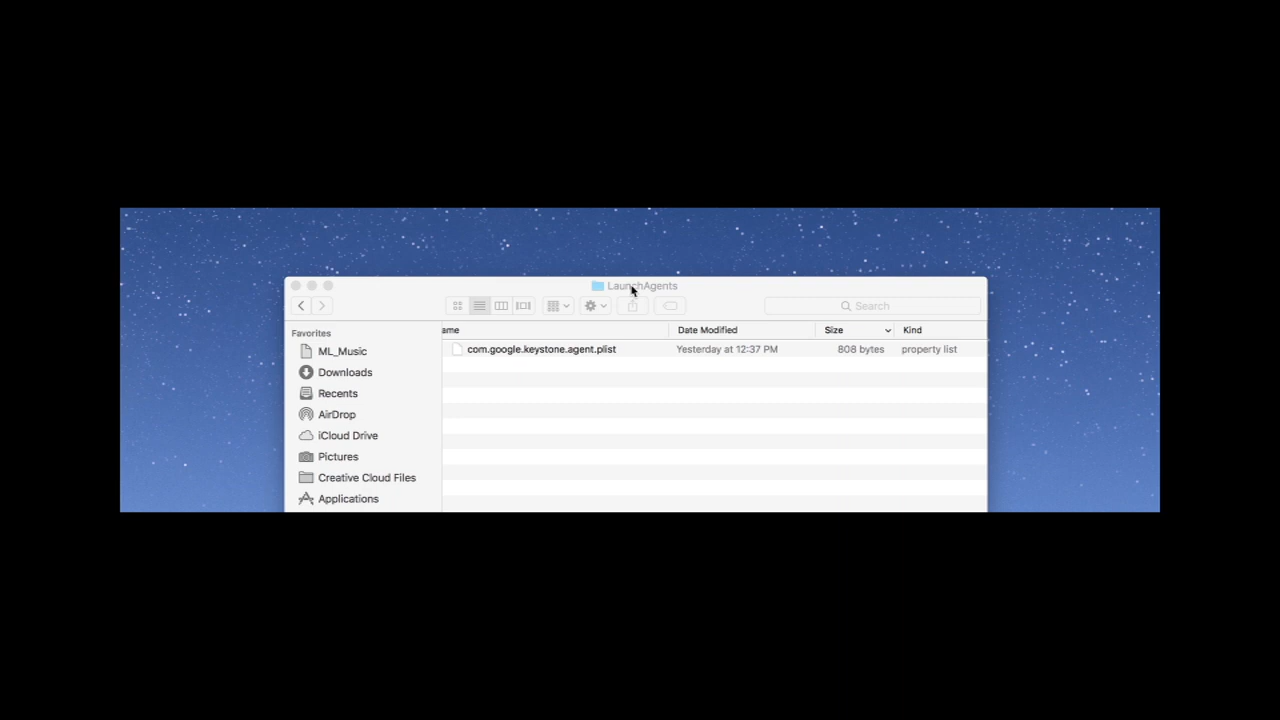 LaunchAgents
Search
Favorites
ML_Music
Downloads
Recents
AirDrop
iCloud Drive
Pictures
Creative Cloud Files
Applications
ame Date Modified Size Kind
com.google.keystone.agent.plist Yesterday at 12:37 PM 808 bytes property list